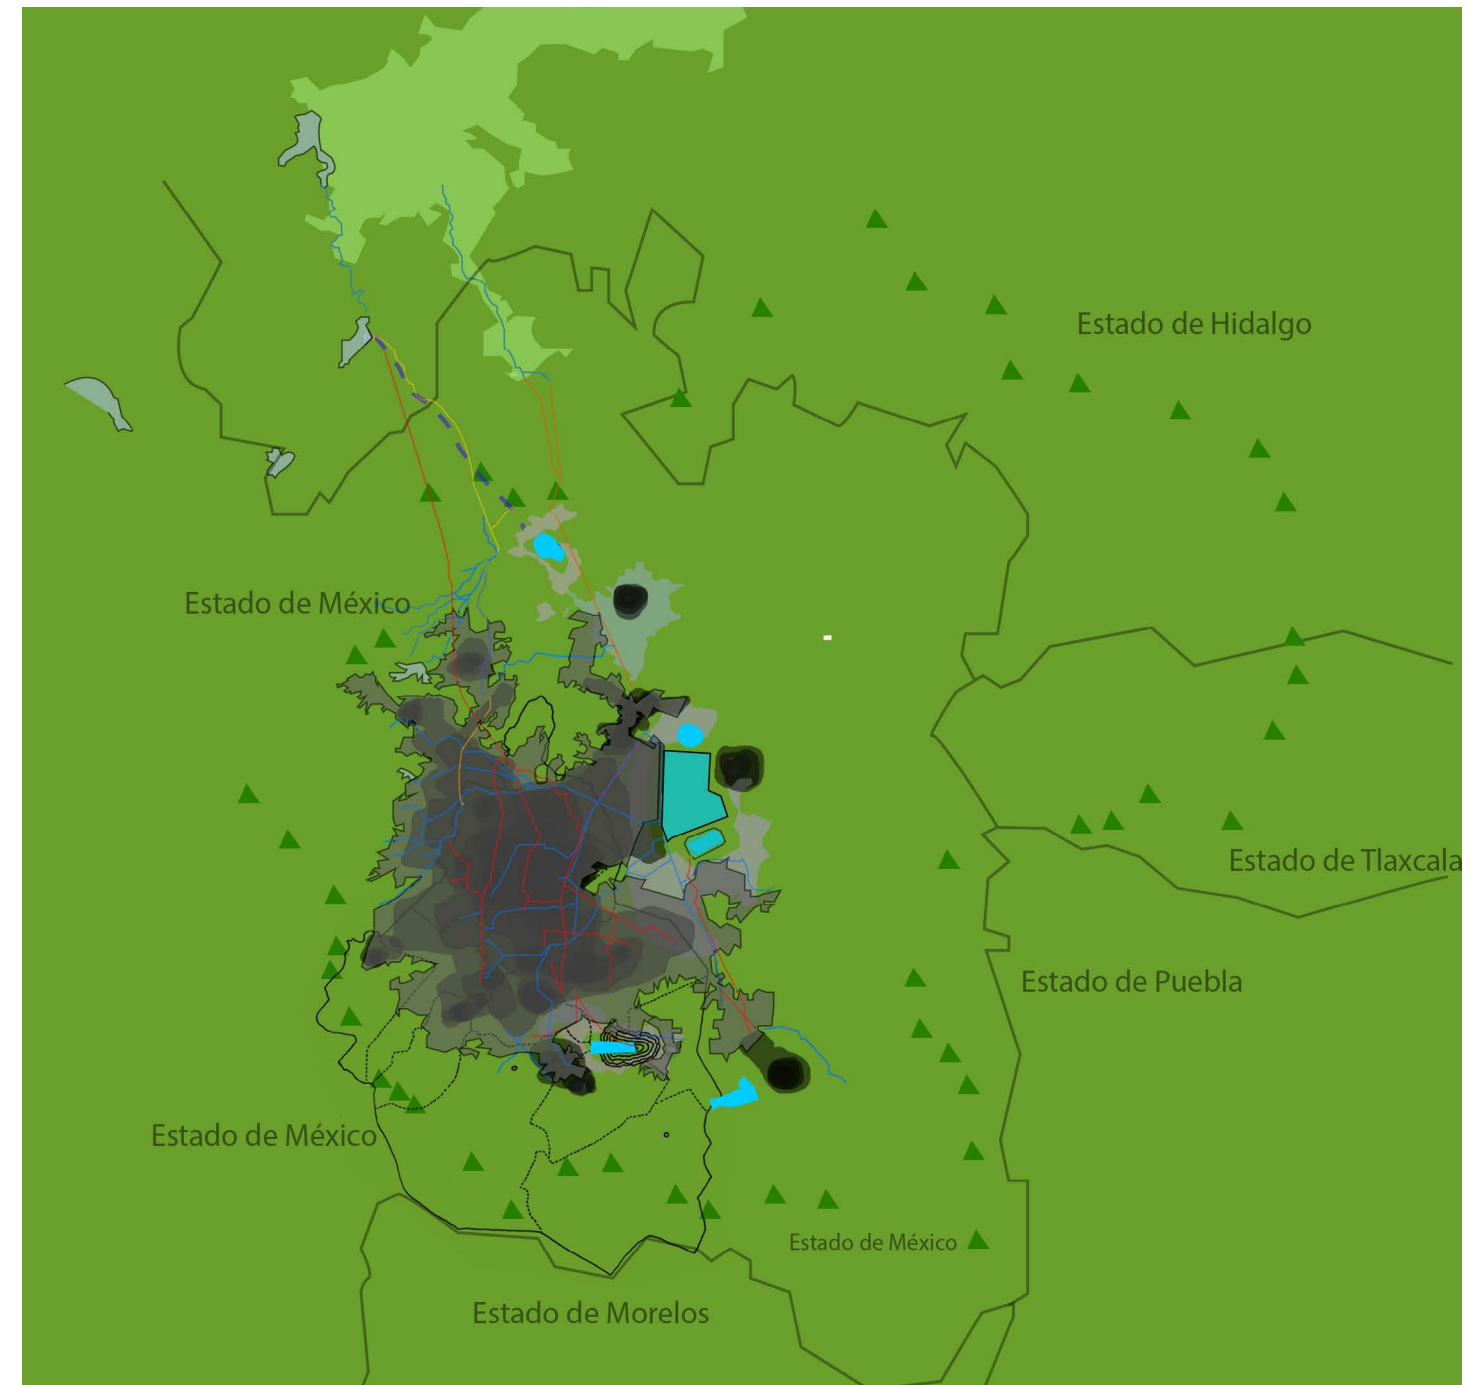 Estado de Hidalgo
Estado de México
Estado de Tlaxcala
Estado de Puebla
Estado de México
Estado de México
Estado de Morelos